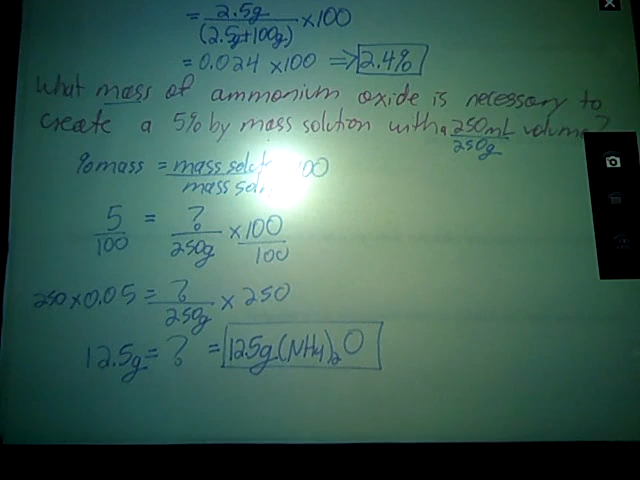 = 2.5g / (2.5g+100g) ×100
= 0.024 ×100 => 2.4%
What mass of ammonium oxide is necessary to
create a 5% by mass solution with a 250mL volume?
250g
% mass = mass / mass ×100
5/100 = ?/250g × 100/100
250 × 0.05 = ?/250g × 250
12.5g = ? = 12.5g (NH4)2O